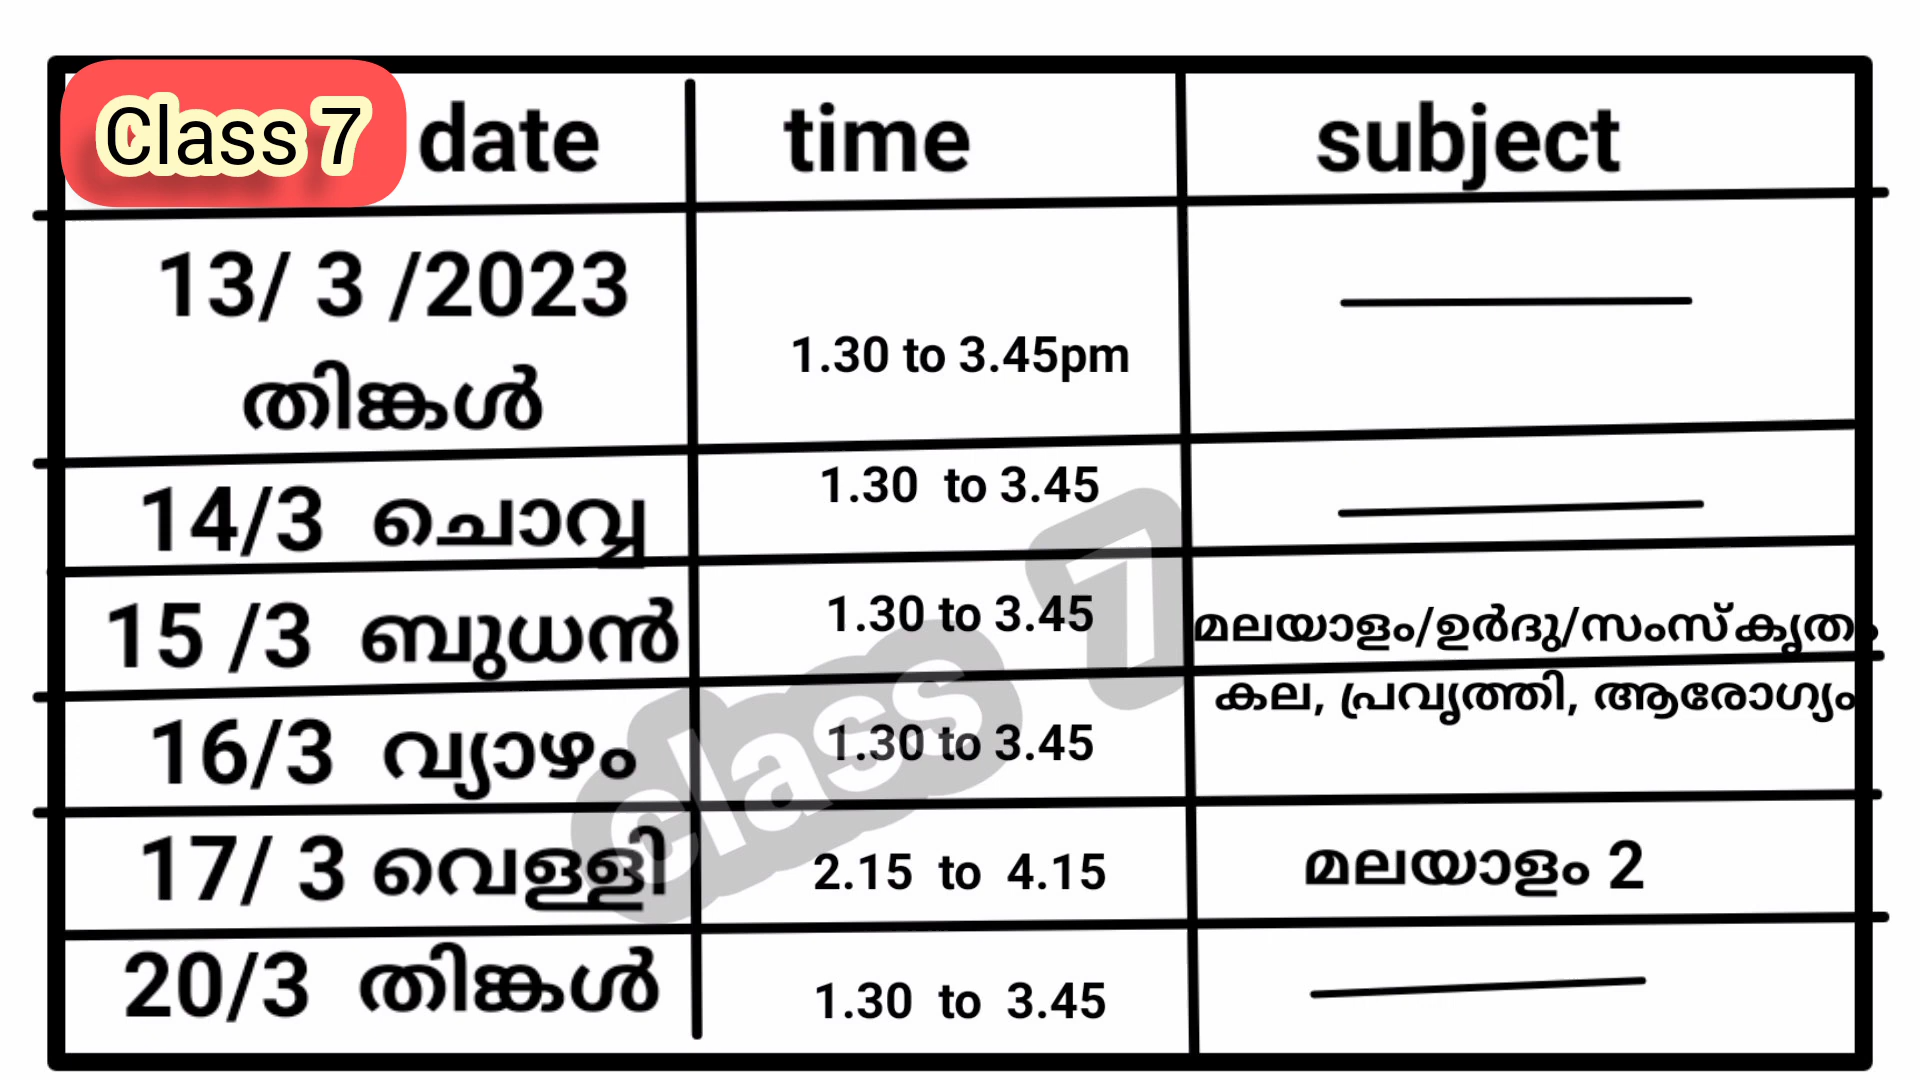 Class 7 date time subject
13/ 3 /2023
തിങ്കൾ
1.30 to 3.45pm
14/3 ചൊവ്വ 1.30 to 3.45
15 /3 ബുധൻ 1.30 to 3.45 മലയാളം/ഉർദു/സംസ്കൃതം
16/3 വ്യാഴം 1.30 to 3.45 കല, പ്രവൃത്തി, ആരോഗ്യം
17/ 3 വെള്ളി 2.15 to 4.15 മലയാളം 2
20/3 തിങ്കൾ 1.30 to 3.45
class 7